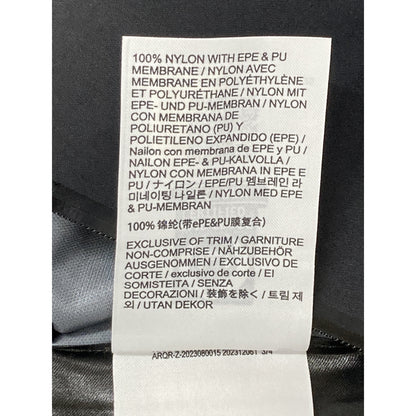 100% NYLON WITH EPE & PU
MEMBRANE / NYLON AVEC
MEMBRANE EN POLYÉTHYLÈNE
ET POLYURÉTHANE / NYLON MIT
EPE- UND PU-MEMBRAN / NYLON
CON MEMBRANA DE
POLIURETANO (PU) Y
POLIETILENO EXPANDIDO (EPE) /
Nailon con membrana de EPE y PU /
NAILON EPE- & PU-KALVOLLA /
NYLON CON MEMBRANA IN EPE E
PU / ナイロン / EPE/PU 멤브레인 라
미네이팅 나일론 / NYLON MED EPE
& PU-MEMBRAN
100% 锦纶(带ePE&PU膜复合)
EXCLUSIVE OF TRIM / GARNITURE
NON-COMPRISE / NÄHZUBEHÖR
AUSGENOMMEN / EXCLUSIVO DE
CORTE / exclusivo de corte / EI
SOMISTEITA / SENZA
DECORAZIONI / 装飾を除く / 트림 제
외 / UTAN DEKOR
ARQR-Z-2023080015 20231206T 3/4